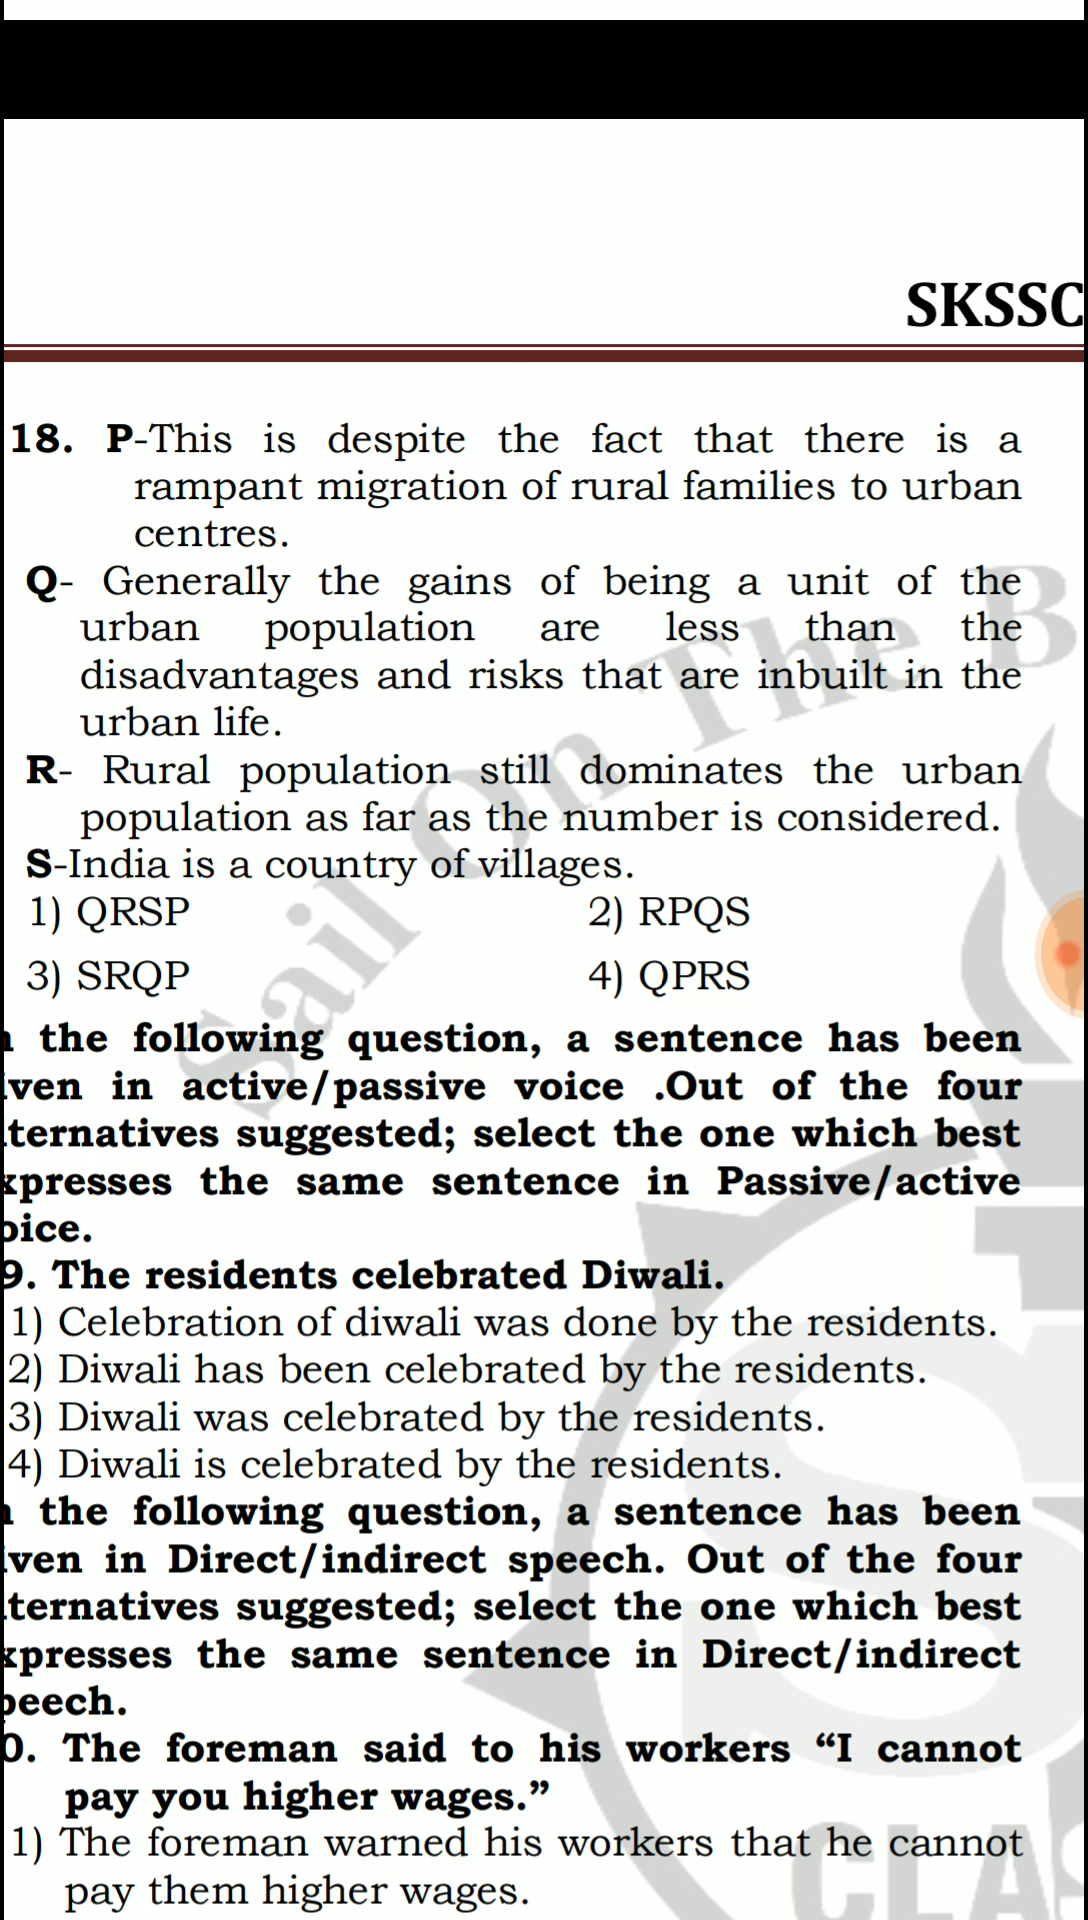 SKSSC
18. P-This is despite the fact that there is a
rampant migration of rural families to urban
centres.
Q- Generally the gains of being a unit of the
urban population are less than the
disadvantages and risks that are inbuilt in the
urban life.
R- Rural population still dominates the urban
population as far as the number is considered.
S-India is a country of villages.
1) QRSP 2) RPQS
3) SRQP 4) QPRS
the following question, a sentence has been
ven in active/passive voice .Out of the four
ternatives suggested; select the one which best
xpresses the same sentence in Passive/active
oice.
9. The residents celebrated Diwali.
1) Celebration of diwali was done by the residents.
2) Diwali has been celebrated by the residents.
3) Diwali was celebrated by the residents.
4) Diwali is celebrated by the residents.
the following question, a sentence has been
ven in Direct/indirect speech. Out of the four
ternatives suggested; select the one which best
xpresses the same sentence in Direct/indirect
peech.
0. The foreman said to his workers “I cannot
pay you higher wages.”
1) The foreman warned his workers that he cannot
pay them higher wages.
Sail On The B
CLA